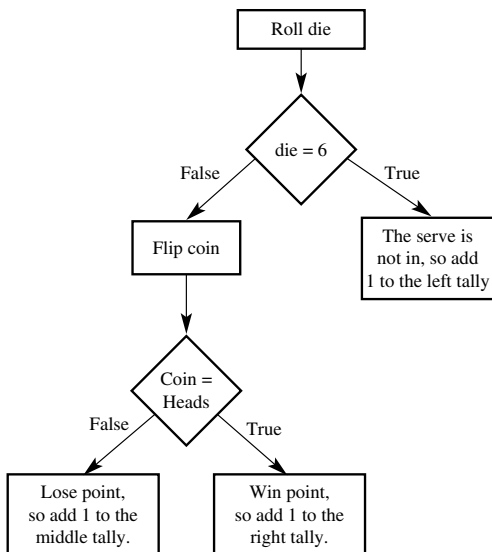 Roll die
die = 6
False
True
Flip coin
The serve is
not in, so add
1 to the left tally
Coin =
Heads
False
True
Lose point,
so add 1 to the
middle tally.
Win point,
so add 1 to the
right tally.